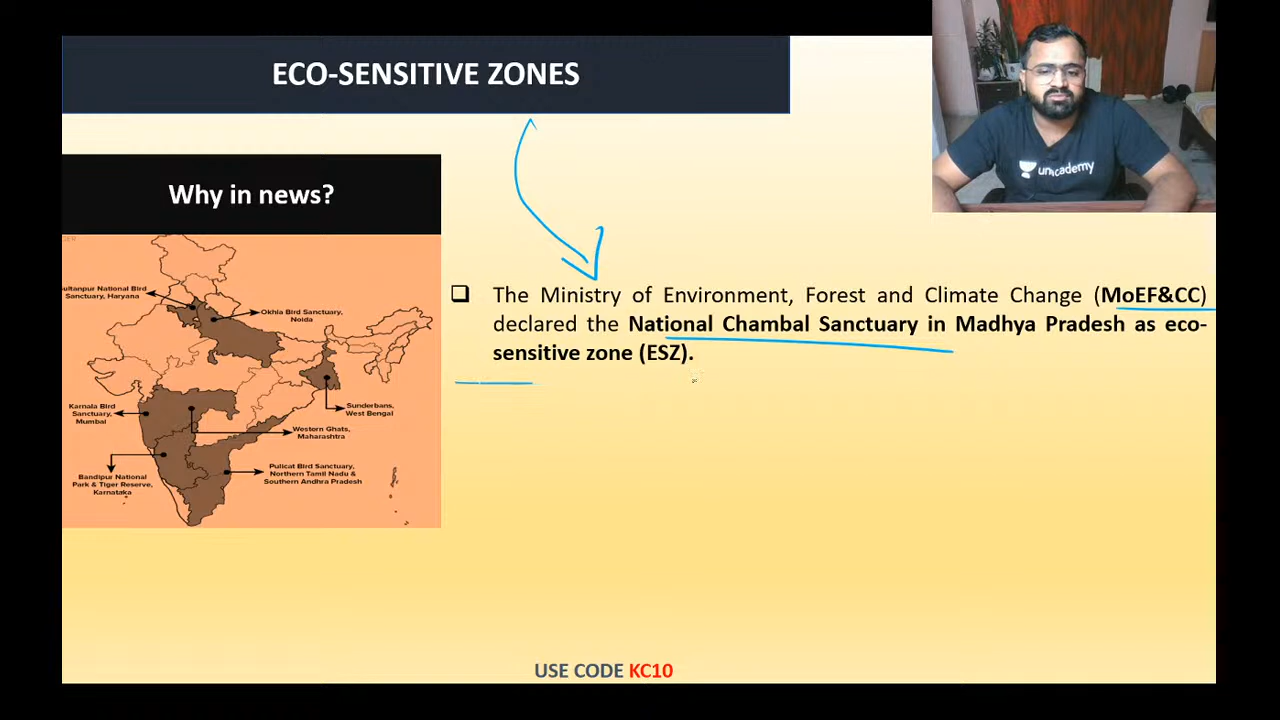 ECO-SENSITIVE ZONES
unacademy
Why in news?
The Ministry of Environment, Forest and Climate Change (MoEF&CC)
declared the National Chambal Sanctuary in Madhya Pradesh as eco-
sensitive zone (ESZ).
National Bird
Sanctuary, Haryana
Okhla Bird Sanctuary,
Noida
Karnala Bird
Sanctuary,
Mumbai
Sunderbans,
West Bengal
Western Ghats,
Maharashtra
Bandipur National
Park & Tiger Reserve,
Karnataka
Pulicat Bird Sanctuary,
Northern Tamil Nadu &
Southern Andhra Pradesh
USE CODE KC10